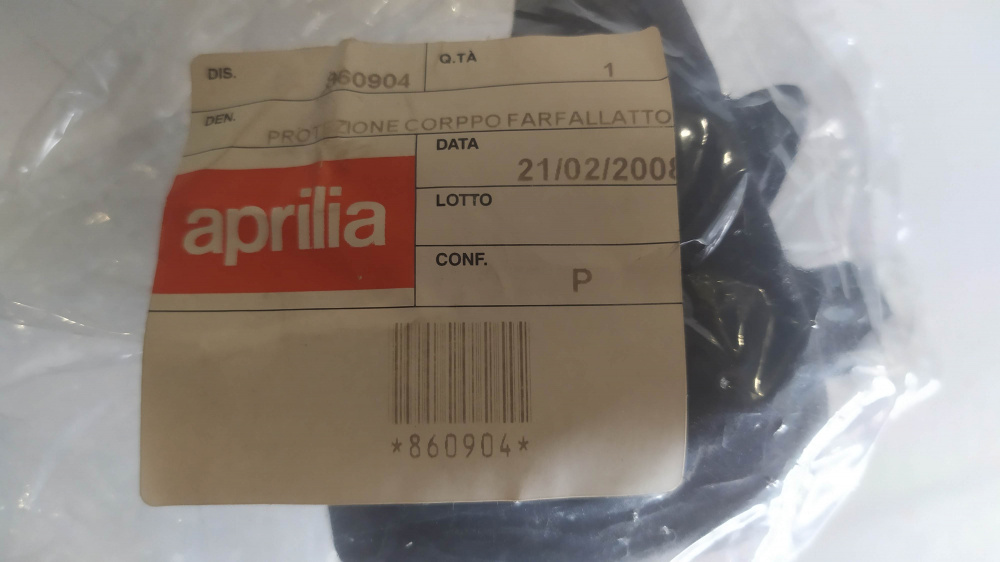 DIS. 860904 Q.TÀ 1
DEN. PROTEZIONE CORPPO FARFALLATTO
DATA 21/02/2008
aprilia
LOTTO
CONF. P
*860904*